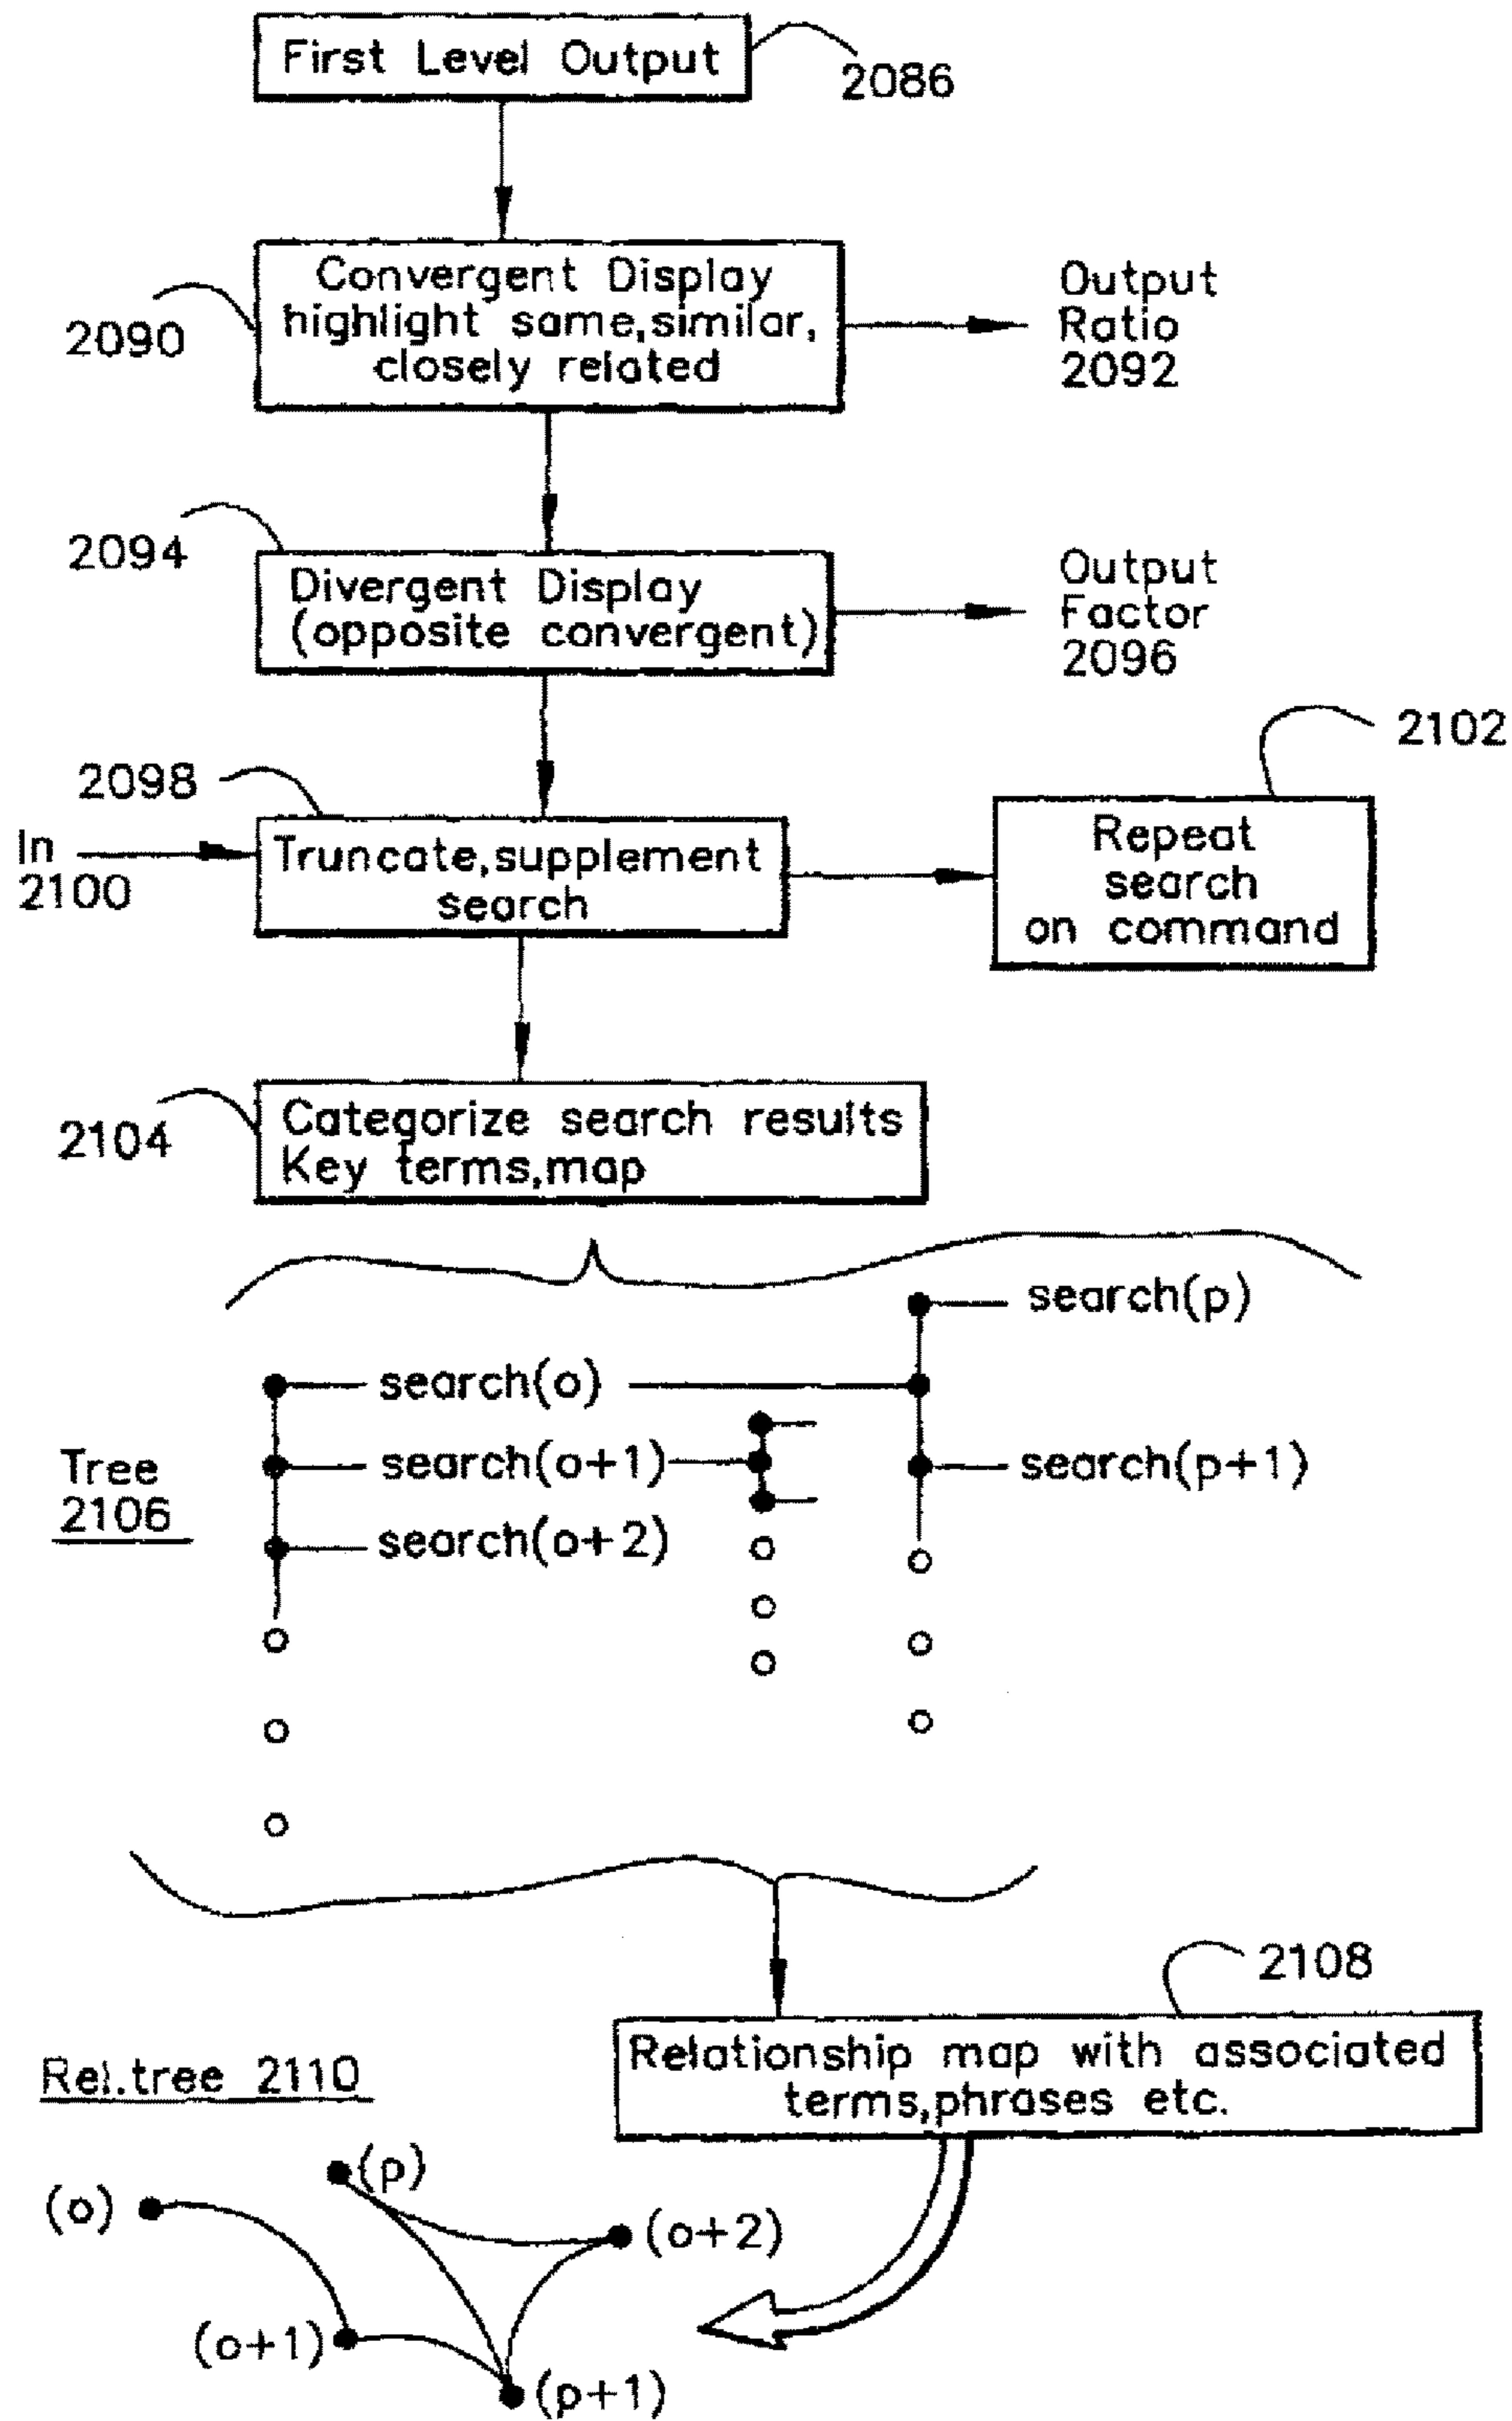 First Level Output
2086
Convergent Display
highlight same,similar,
closely related
2090
Output
Ratio
2092
2094
Divergent Display
(opposite convergent)
Output
Factor
2096
2102
2098
In
2100
Truncate,supplement
search
Repeat
search
on command
2104
Categorize search results
Key terms,map
search(p)
search(o)
Tree
2106
search(o+1)
search(p+1)
search(o+2)
2108
Relationship map with associated
terms,phrases etc.
Rel.tree 2110
(p)
(o)
(o+2)
(o+1)
(p+1)